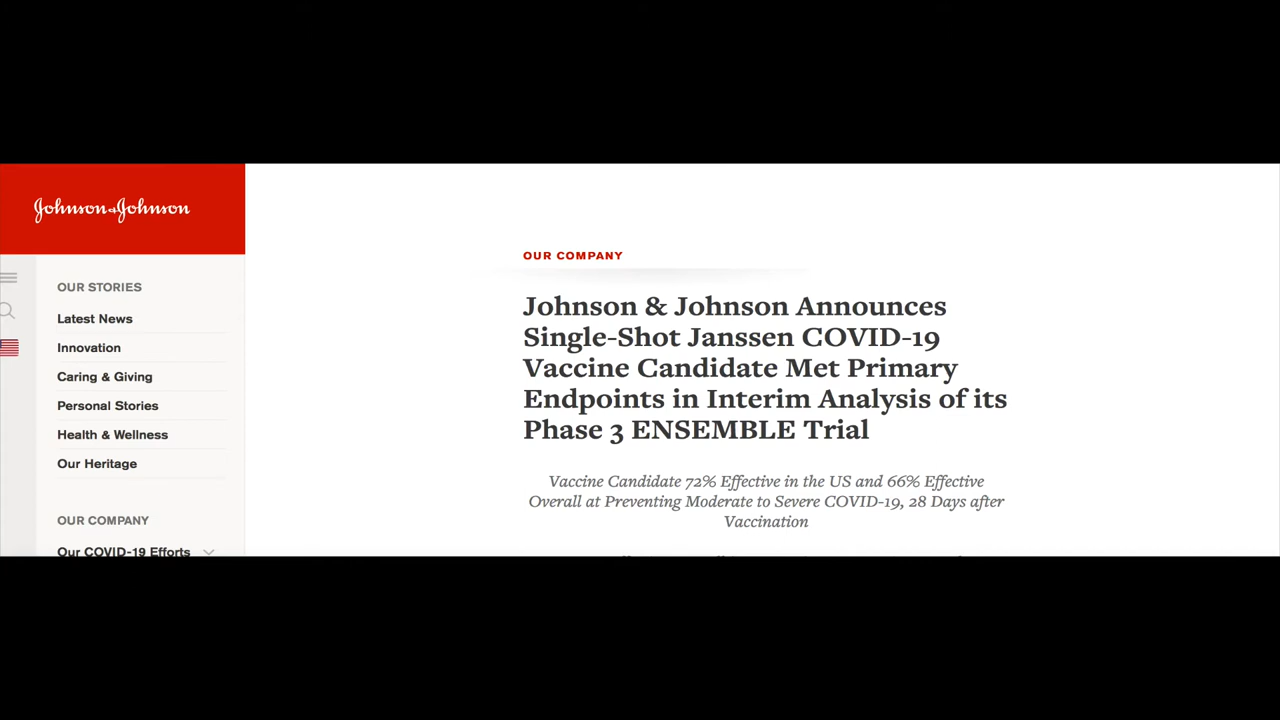 Johnson & Johnson
OUR STORIES
Latest News
Innovation
Caring & Giving
Personal Stories
Health & Wellness
Our Heritage
OUR COMPANY
Our COVID-19 Efforts
OUR COMPANY
Johnson & Johnson Announces
Single-Shot Janssen COVID-19
Vaccine Candidate Met Primary
Endpoints in Interim Analysis of its
Phase 3 ENSEMBLE Trial
Vaccine Candidate 72% Effective in the US and 66% Effective
Overall at Preventing Moderate to Severe COVID-19, 28 Days after
Vaccination